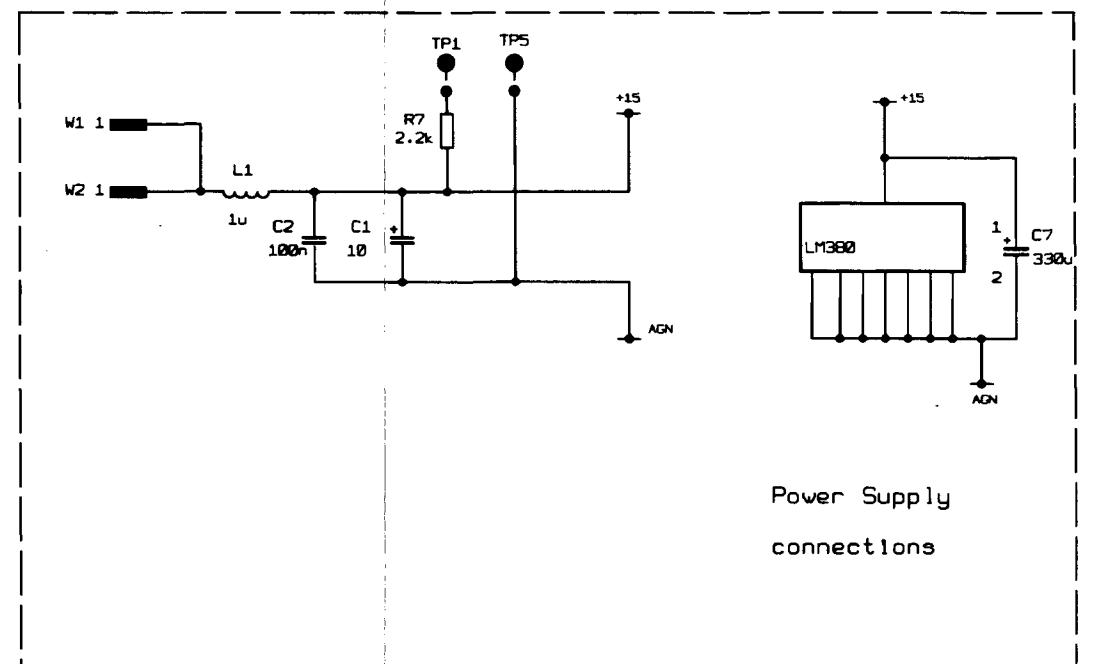 TP1 TP5
+15
+15
W1 1
R7
2.2k
L1
W2 1
1u
C2
100n
C1
+
10
LM380
1
+
C7
330u
2
AGN
AGN
Power Supply
connections